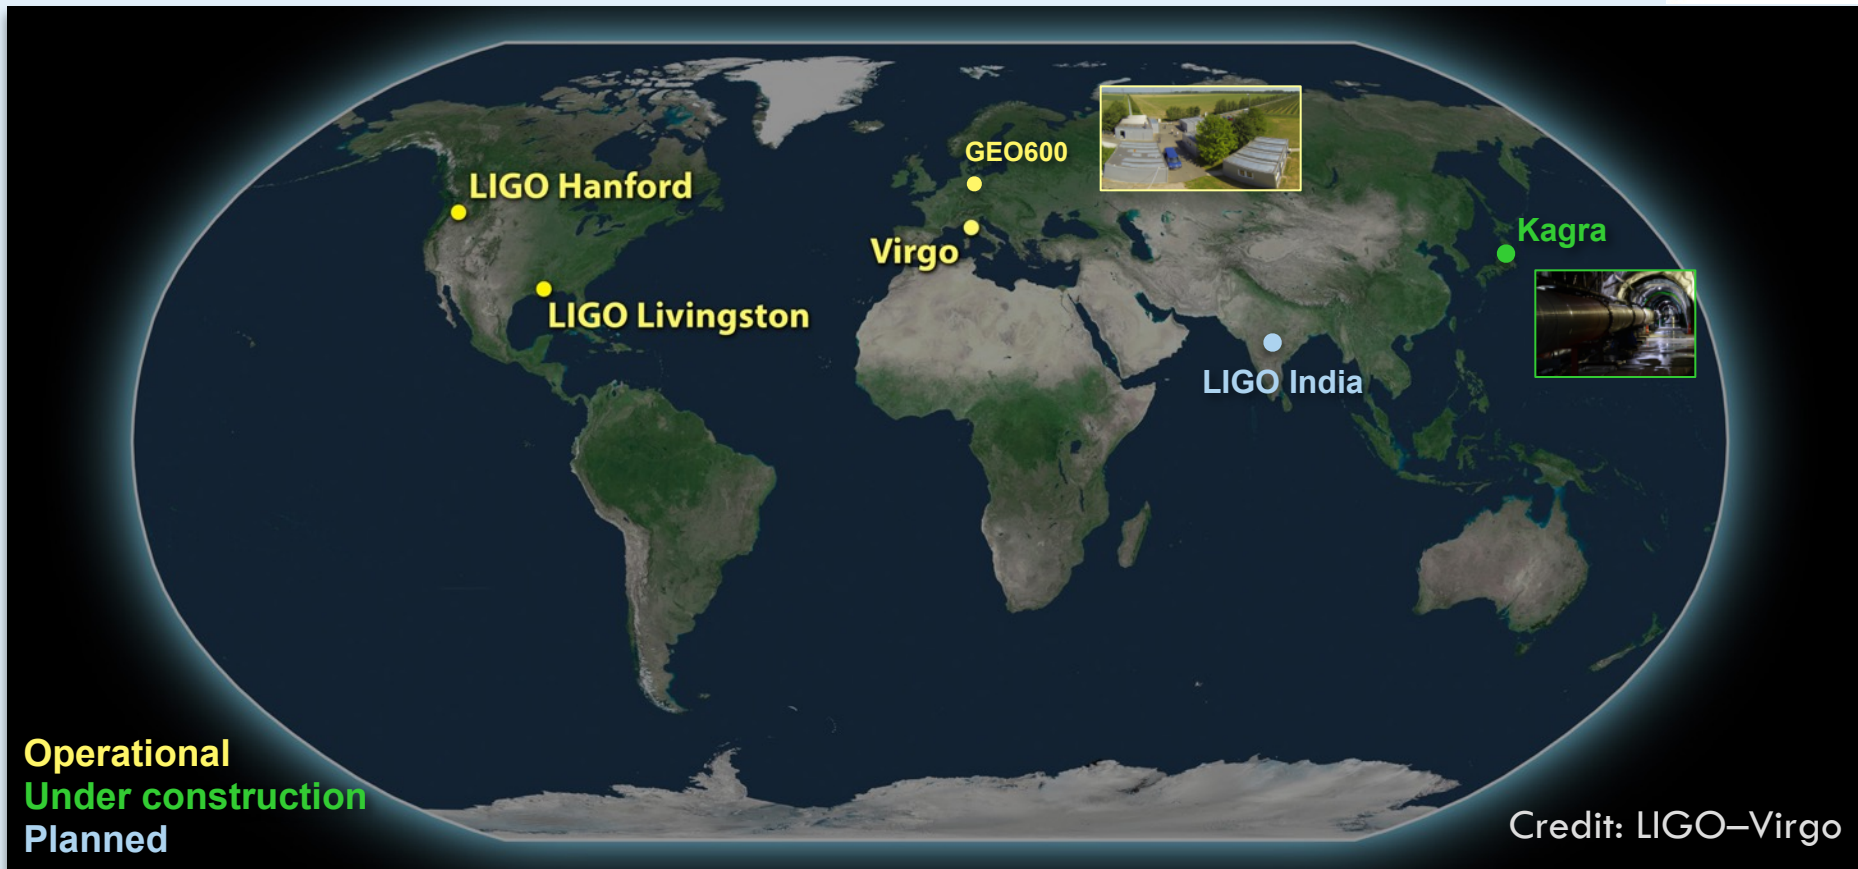 GEO600
LIGO Hanford
Kagra
Virgo
LIGO Livingston
LIGO India
Operational
Under construction
Planned
Credit: LIGO–Virgo